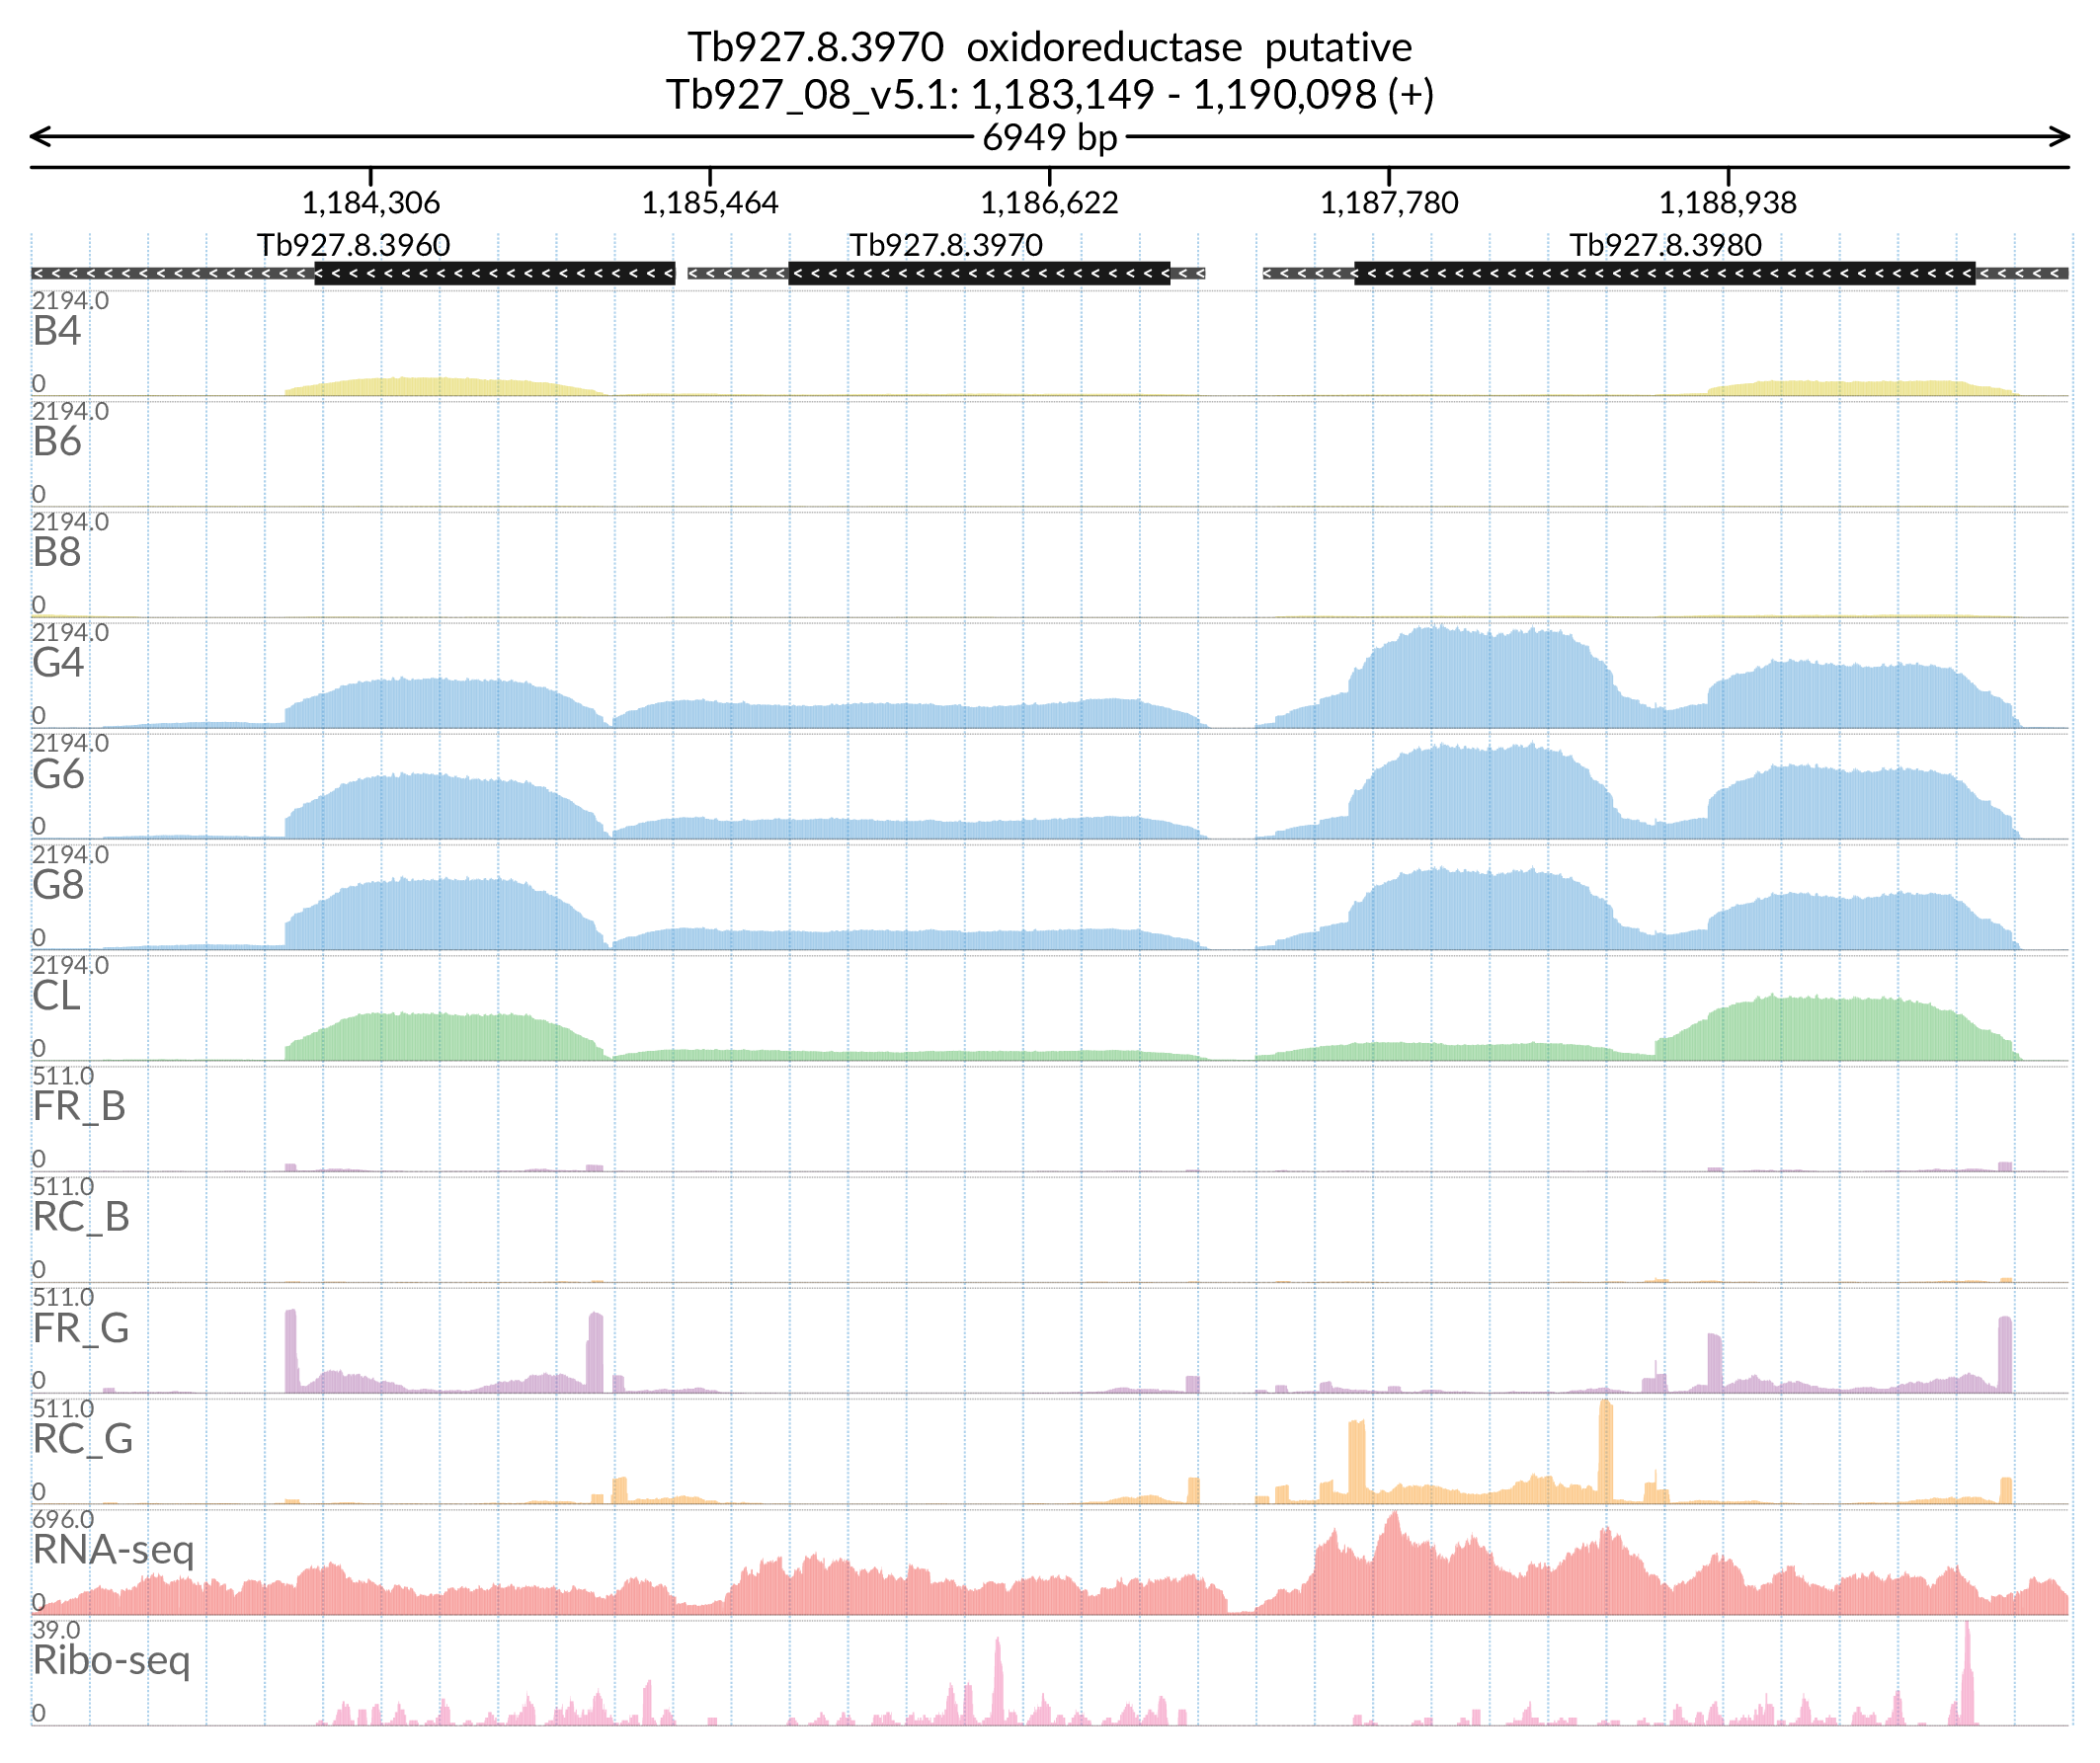 Tb927.8.3970 oxidoreductase putative
Tb927_08_v5.1: 1,183,149 - 1,190,098 (+)
6949 bp
1,184,306 1,185,464 1,186,622 1,187,780 1,188,938
Tb927.8.3960 Tb927.8.3970 Tb927.8.3980
2194.0
B4
0
2194.0
B6
0
2194.0
B8
0
2194.0
G4
0
2194.0
G6
0
2194.0
G8
0
2194.0
CL
0
511.0
FR_B
0
511.0
RC_B
0
511.0
FR_G
0
511.0
RC_G
0
696.0
RNA-seq
0
39.0
Ribo-seq
0